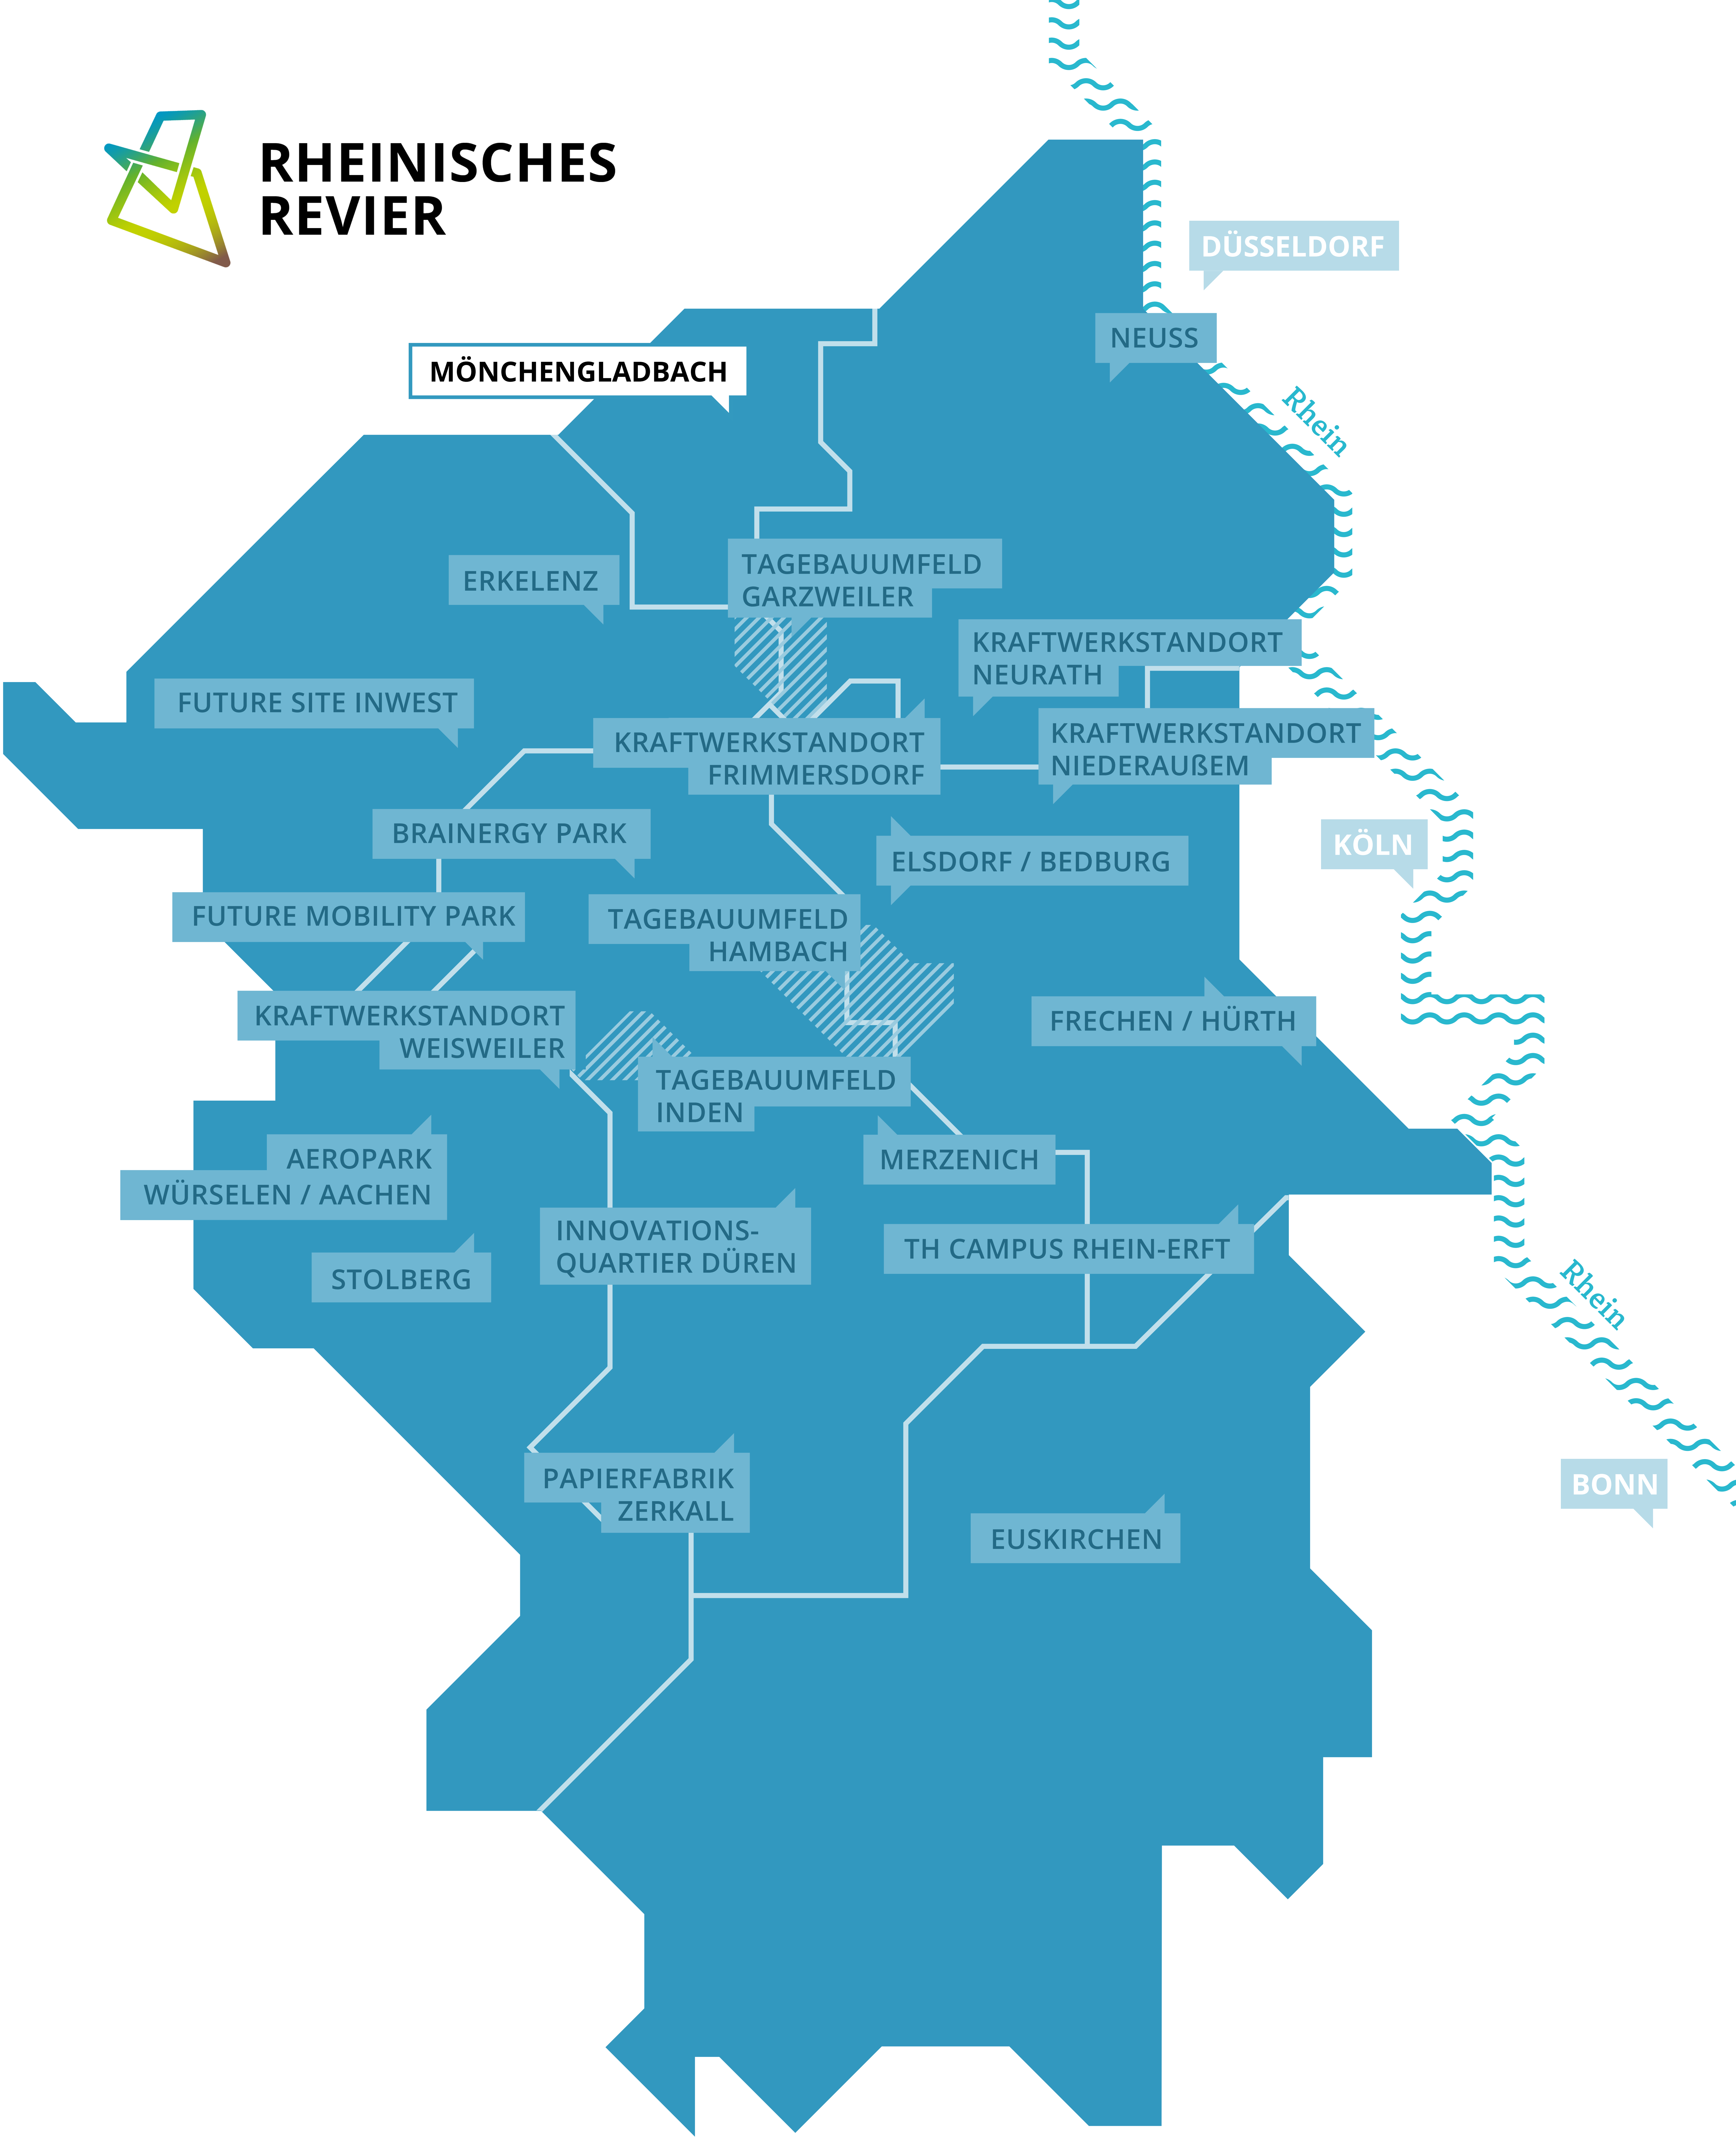 RHEINISCHES
REVIER
DÜSSELDORF
NEUSS
MÖNCHENGLADBACH
Rhein
ERKELENZ
TAGEBAUUMFELD
GARZWEILER
KRAFTWERKSTANDORT
NEURATH
FUTURE SITE INWEST
KRAFTWERKSTANDORT
FRIMMERSDORF
KRAFTWERKSTANDORT
NIEDERAUßEM
BRAINERGY PARK
KÖLN
ELSDORF / BEDBURG
FUTURE MOBILITY PARK
TAGEBAUUMFELD
HAMBACH
KRAFTWERKSTANDORT
WEISWEILER
FRECHEN / HÜRTH
TAGEBAUUMFELD
INDEN
AEROPARK
WÜRSELEN / AACHEN
MERZENICH
INNOVATIONS-
QUARTIER DÜREN
TH CAMPUS RHEIN-ERFT
STOLBERG
Rhein
PAPIERFABRIK
ZERKALL
BONN
EUSKIRCHEN